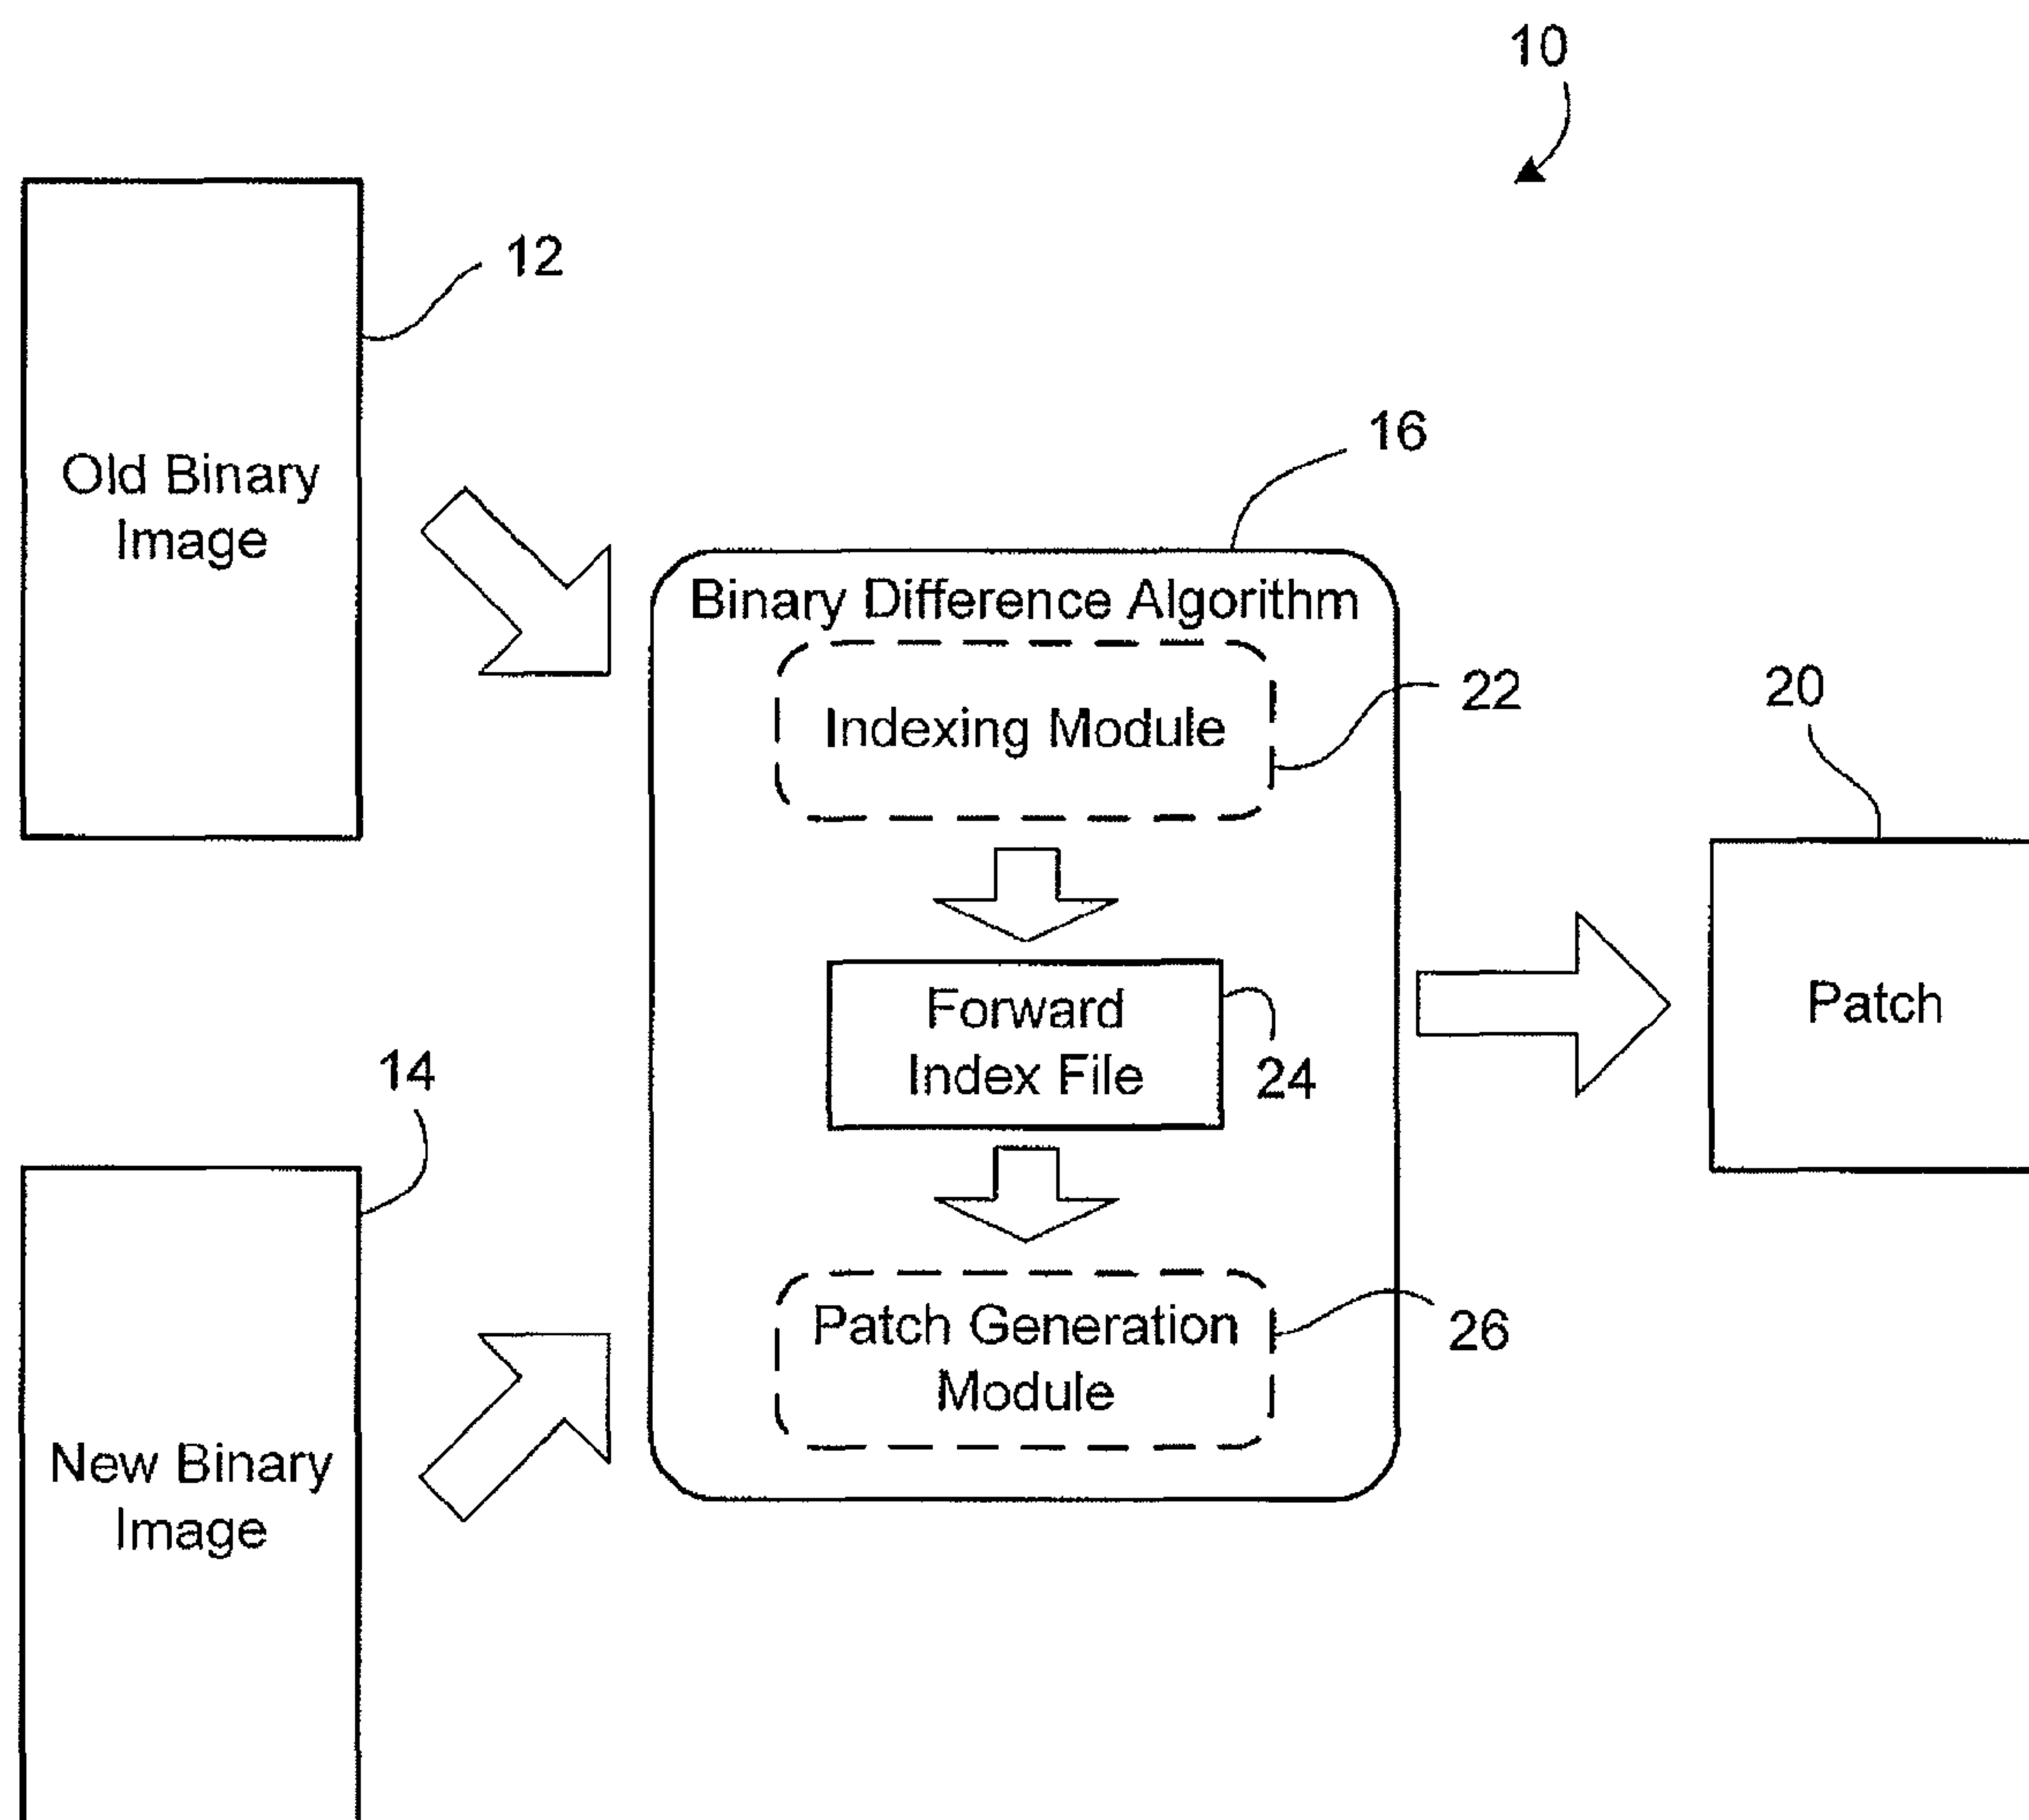 10
12
Old Binary
Image
16
Binary Difference Algorithm
Indexing Module
22
20
Forward
Index File
24
Patch
14
Patch Generation
Module
26
New Binary
Image